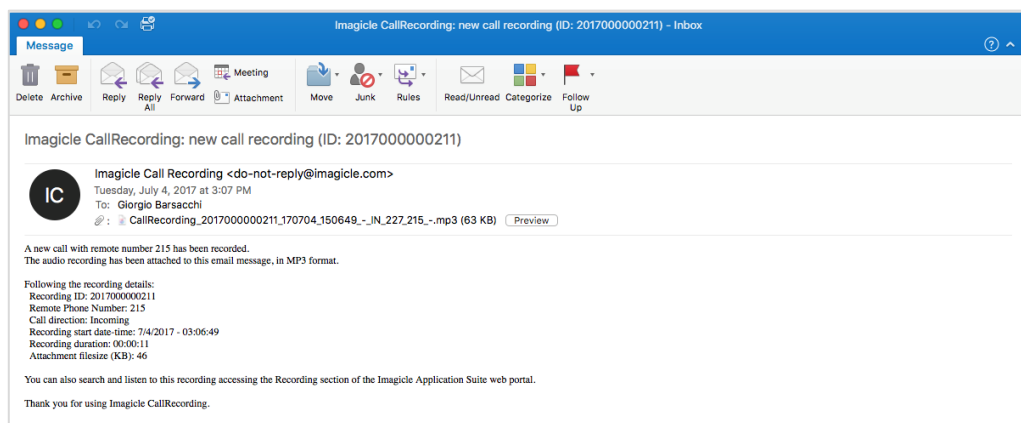 Imagicle CallRecording: new call recording (ID: 2017000000211) – Inbox
Message
?
Delete
Archive
Reply
Reply All
Forward
Meeting
Attachment
Move
Junk
Rules
Read/Unread
Categorize
Follow Up
Imagicle CallRecording: new call recording (ID: 2017000000211)
IC
Imagicle Call Recording <do-not-reply@imagicle.com>
Tuesday, July 4, 2017 at 3:07 PM
To: Giorgio Barsacchi
: CallRecording_2017000000211_170704_150649_-_IN_227_215_-.mp3 (63 KB) Preview
A new call with remote number 215 has been recorded.
The audio recording has been attached to this email message, in MP3 format.
Following the recording details:
Recording ID: 2017000000211
Remote Phone Number: 215
Call direction: Incoming
Recording start date-time: 7/4/2017 - 03:06:49
Recording duration: 00:00:11
Attachment filesize (KB): 46
You can also search and listen to this recording accessing the Recording section of the Imagicle Application Suite web portal.
Thank you for using Imagicle CallRecording.